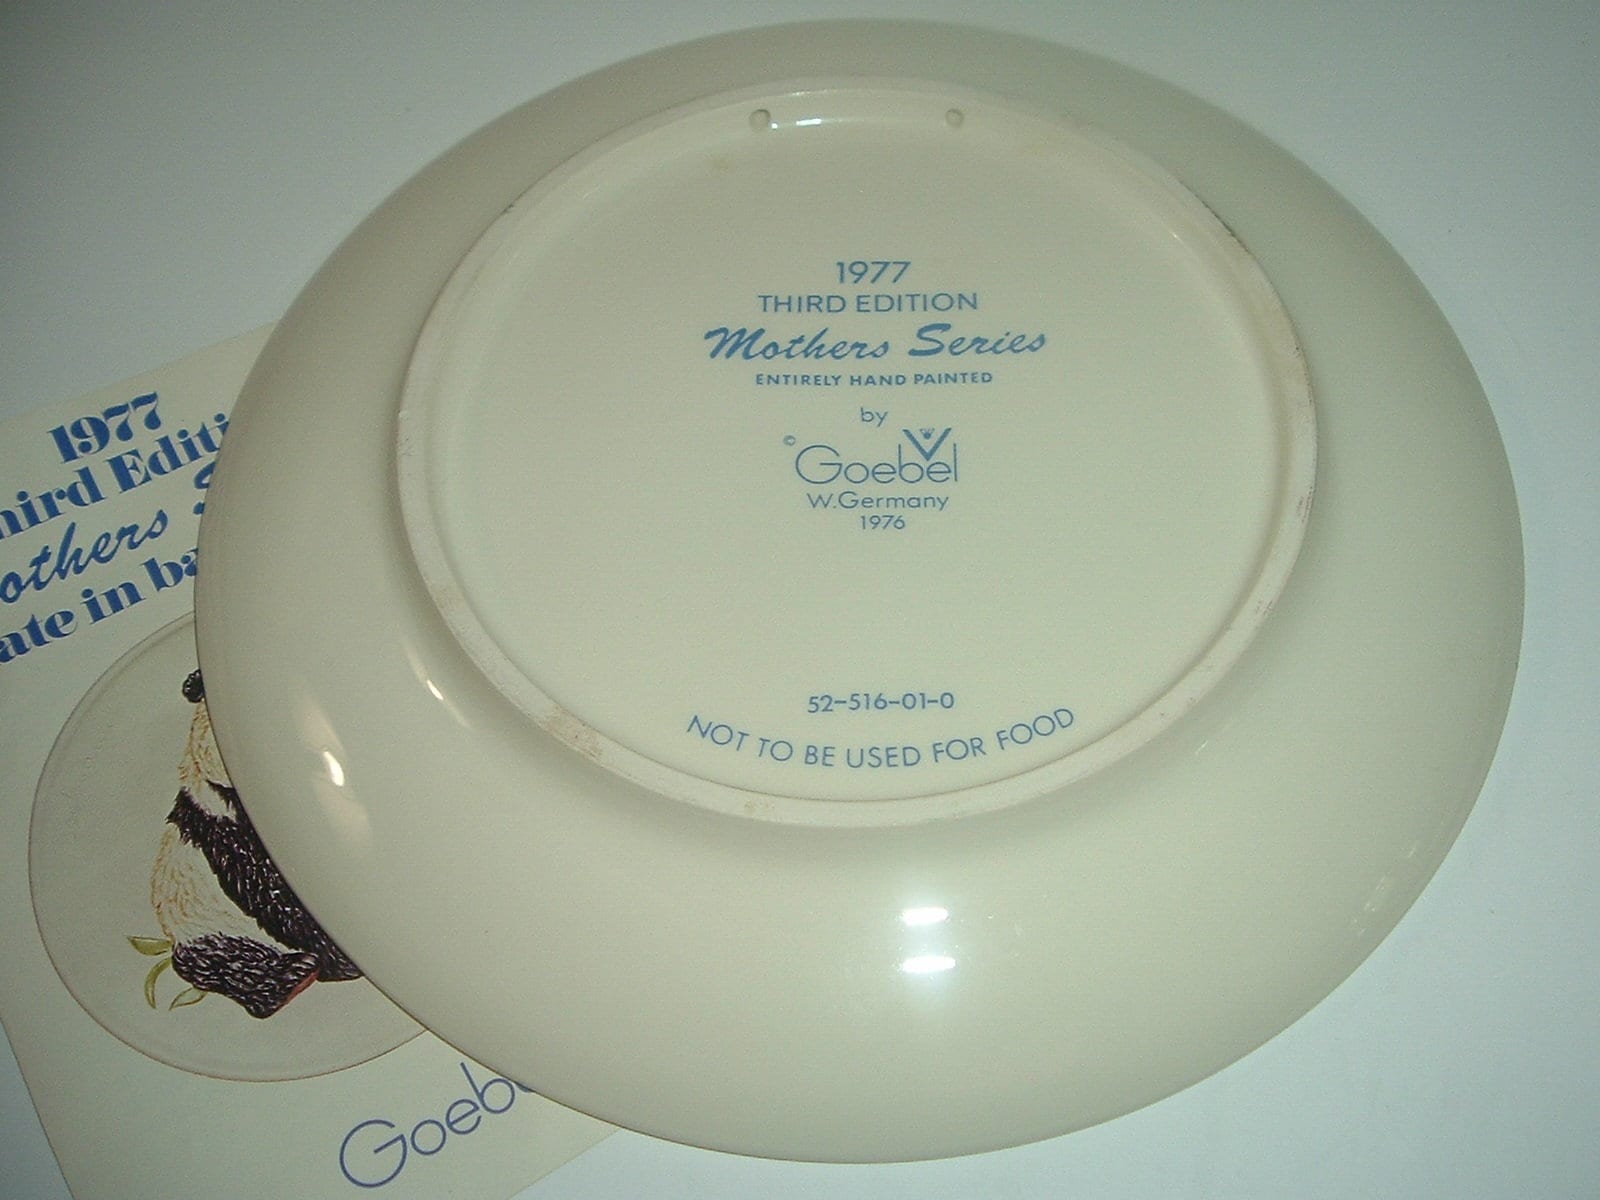 1977
THIRD EDITION
Mothers Series
ENTIRELY HAND PAINTED
by
© Goebel
W.Germany
1976
52-516-01-0
NOT TO BE USED FOR FOOD
1977
hird Editi
others
ate in ba
Goebe